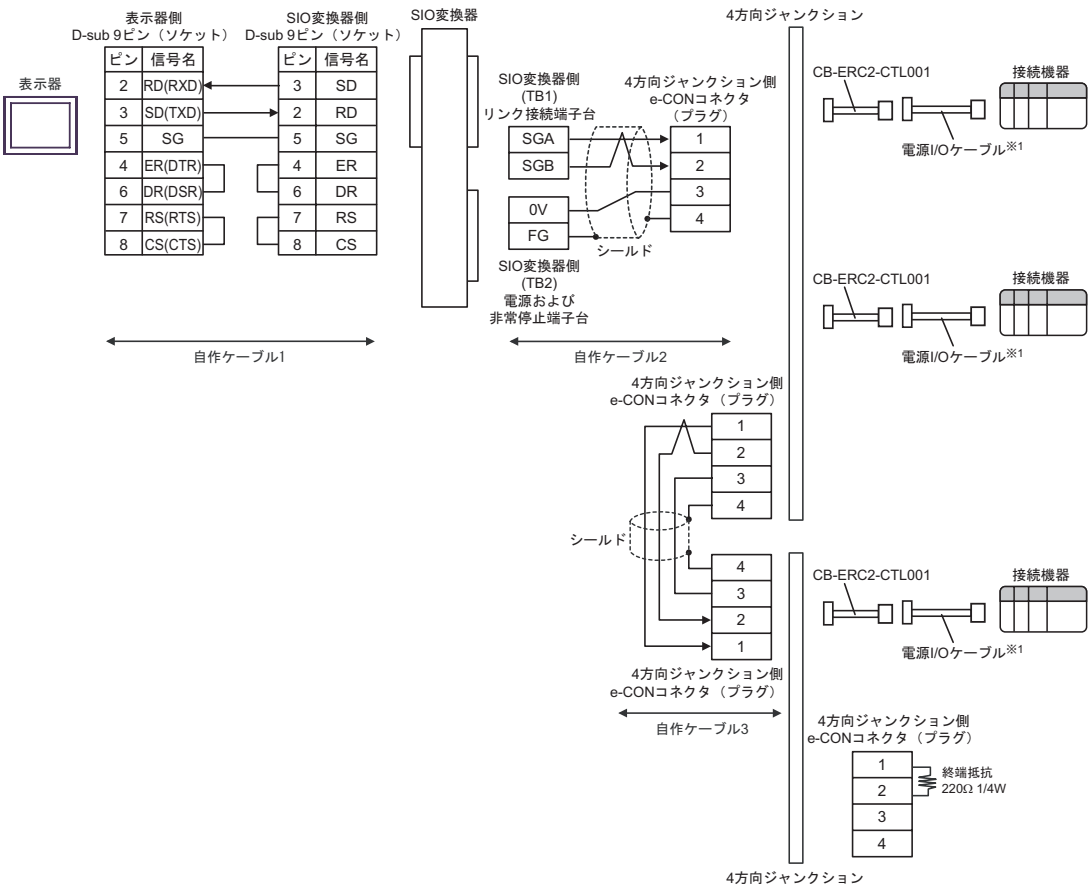 表示器
表示器側
D-sub 9ピン（ソケット）
ピン 信号名
2 RD(RXD)
3 SD(TXD)
5 SG
4 ER(DTR)
6 DR(DSR)
7 RS(RTS)
8 CS(CTS)
SIO変換器側
D-sub 9ピン（ソケット）
ピン 信号名
3 SD
2 RD
5 SG
4 ER
6 DR
7 RS
8 CS
自作ケーブル1
SIO変換器
SIO変換器側
(TB1)
リンク接続端子台
SGA
SGB
0V
FG
SIO変換器側
(TB2)
電源および
非常停止端子台
シールド
4方向ジャンクション側
e-CONコネクタ
（プラグ）
1
2
3
4
自作ケーブル2
4方向ジャンクション
CB-ERC2-CTL001
電源I/Oケーブル※1
接続機器
CB-ERC2-CTL001
電源I/Oケーブル※1
接続機器
4方向ジャンクション側
e-CONコネクタ（プラグ）
1
2
3
4
シールド
4
3
2
1
4方向ジャンクション側
e-CONコネクタ（プラグ）
自作ケーブル3
CB-ERC2-CTL001
電源I/Oケーブル※1
接続機器
4方向ジャンクション側
e-CONコネクタ（プラグ）
1
2
3
4
終端抵抗
220Ω 1/4W
4方向ジャンクション